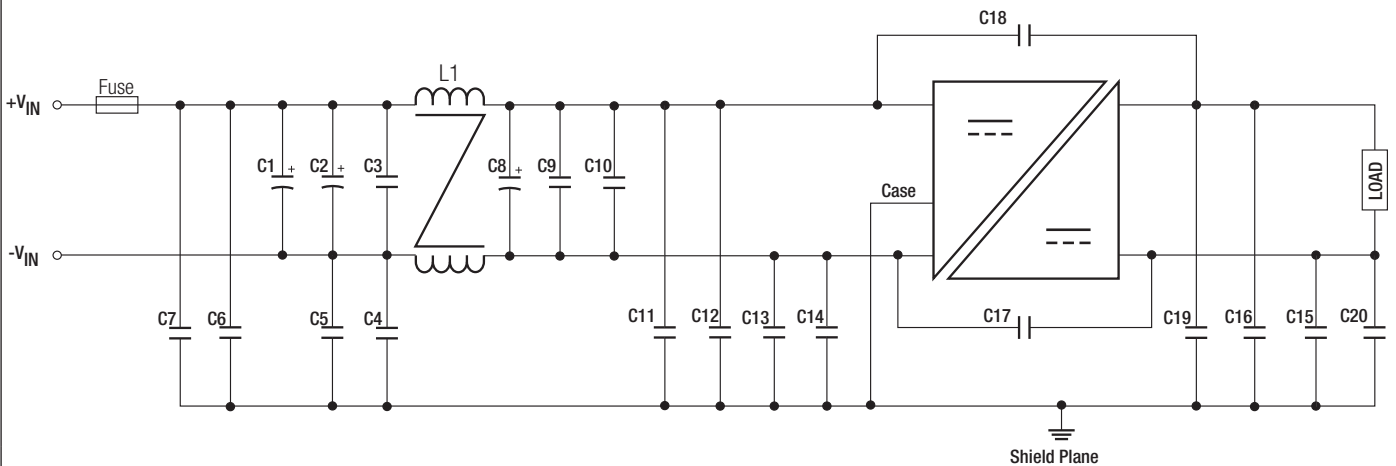 C18
L1
Fuse
+VIN
C1 +
C2 +
C3
C8 +
C9
C10
Case
LOAD
-VIN
C7
C6
C5
C4
C11
C12
C13
C14
C17
C19
C16
C15
C20
Shield Plane